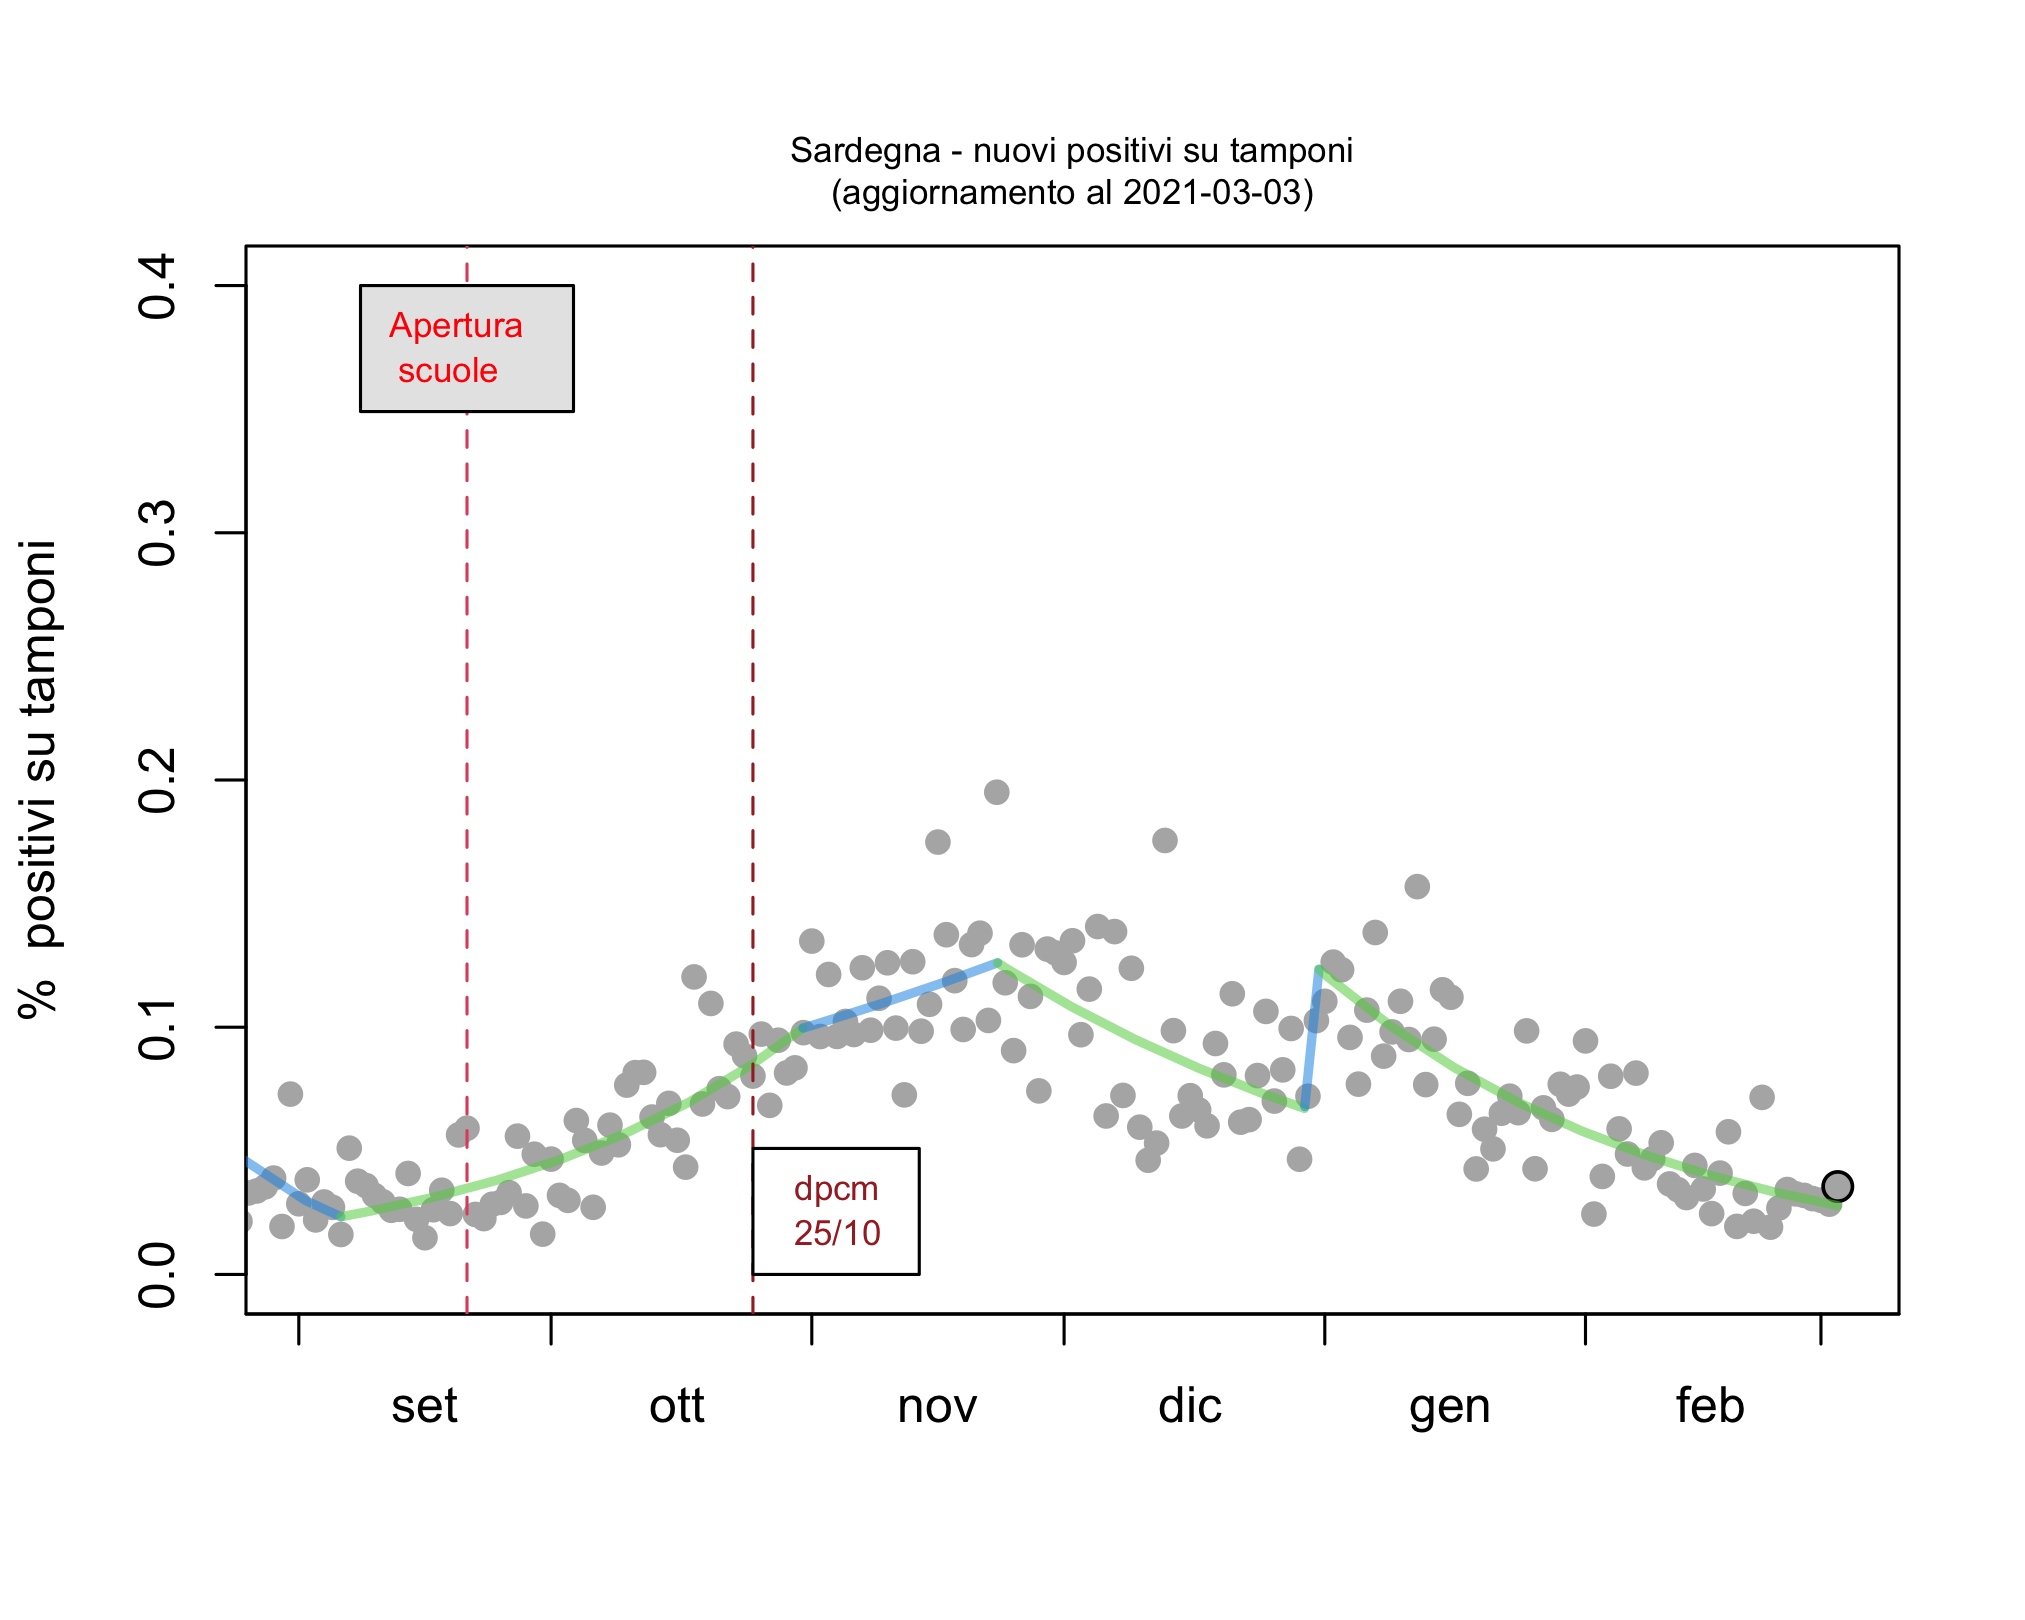 Sardegna - nuovi positivi su tamponi
(aggiornamento al 2021-03-03)
% positivi su tamponi
0.4
0.3
0.2
0.1
0.0
Apertura
scuole
dpcm
25/10
set
ott
nov
dic
gen
feb